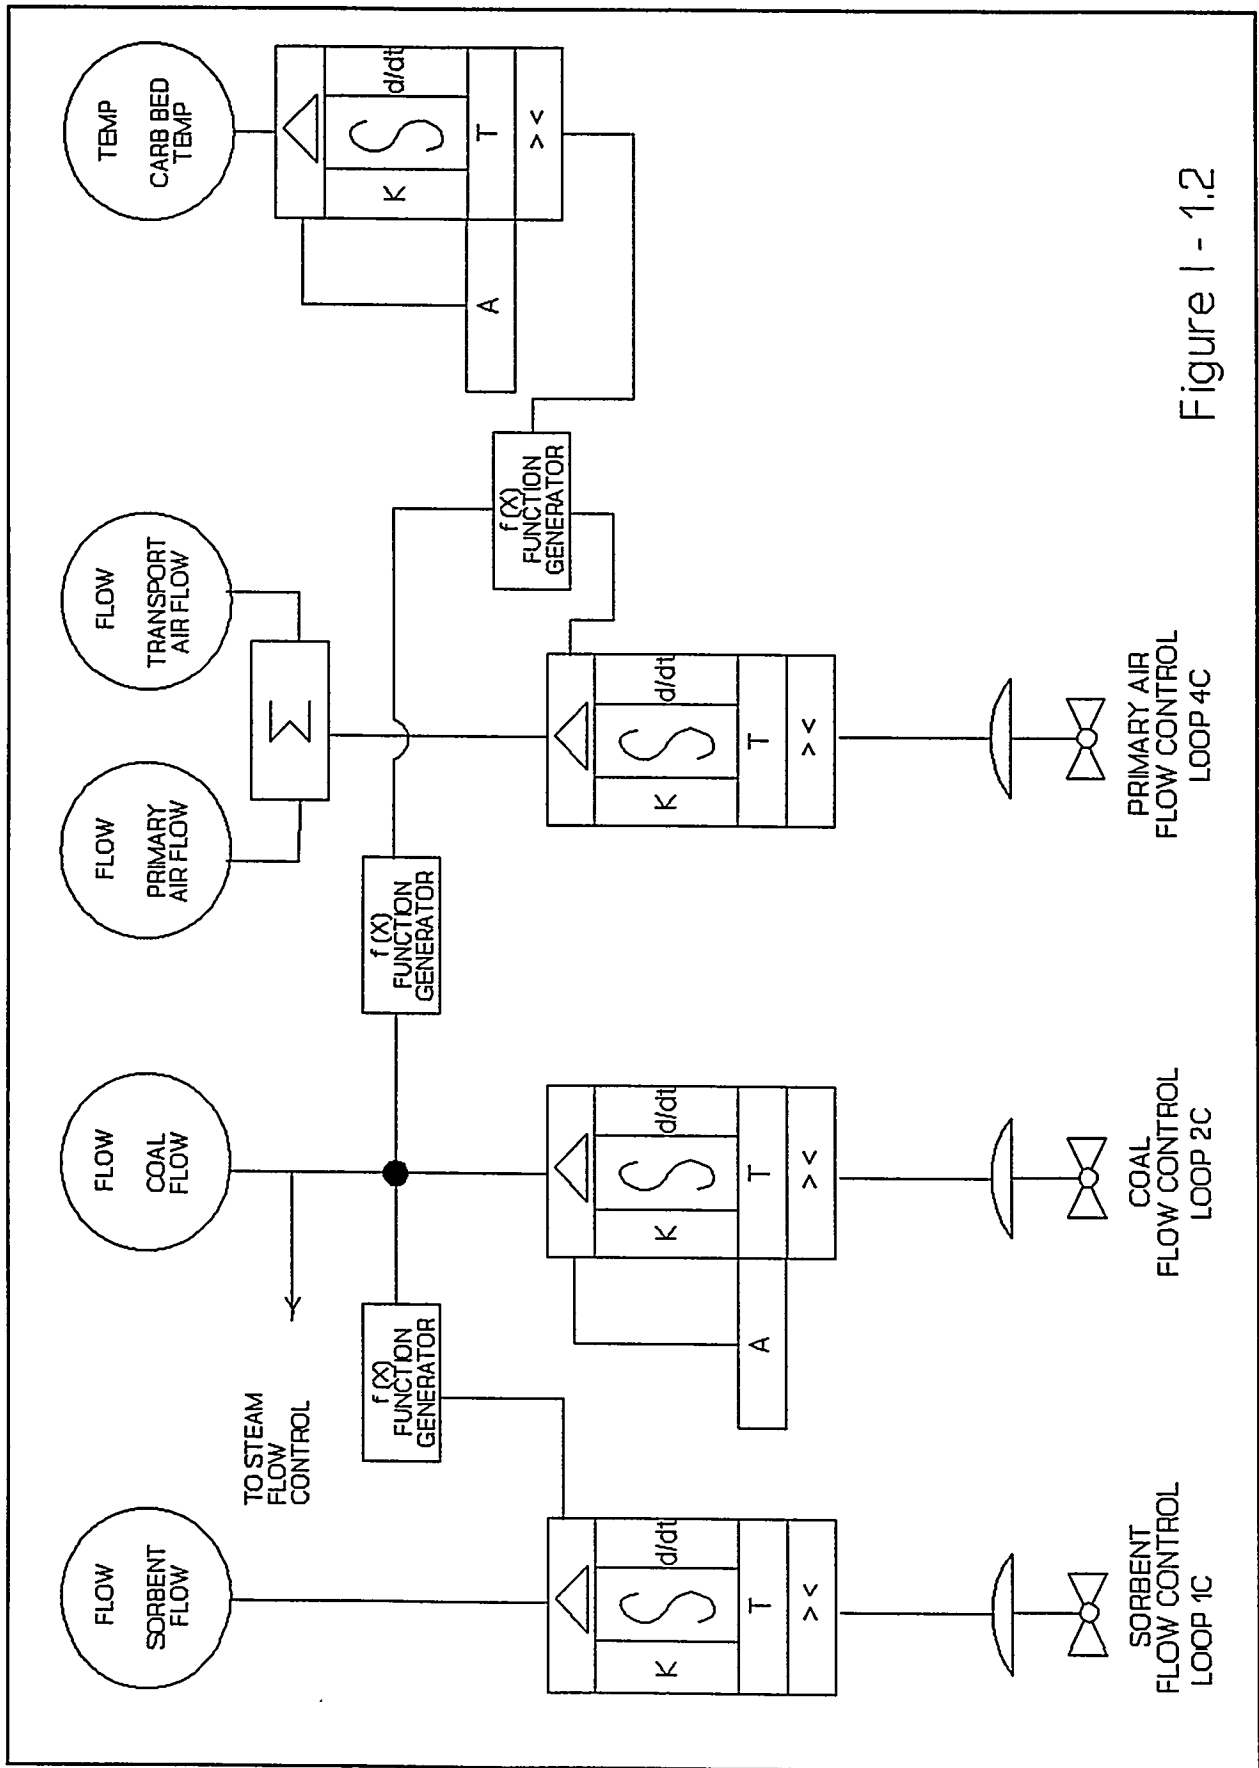 FLOW
SORBENT
FLOW
FLOW
COAL
FLOW
FLOW
PRIMARY
AIR FLOW
FLOW
TRANSPORT
AIR FLOW
TEMP
CARB BED
TEMP
TO STEAM
FLOW
CONTROL
Σ
f(X)
FUNCTION
GENERATOR
f(X)
FUNCTION
GENERATOR
f(X)
FUNCTION
GENERATOR
K d/dt
T
> <
A
K d/dt
T
> <
K d/dt
A T
> <
K d/dt
T
> <
A
SORBENT
FLOW CONTROL
LOOP 1C
COAL
FLOW CONTROL
LOOP 2C
PRIMARY AIR
FLOW CONTROL
LOOP 4C
Figure I - 1.2